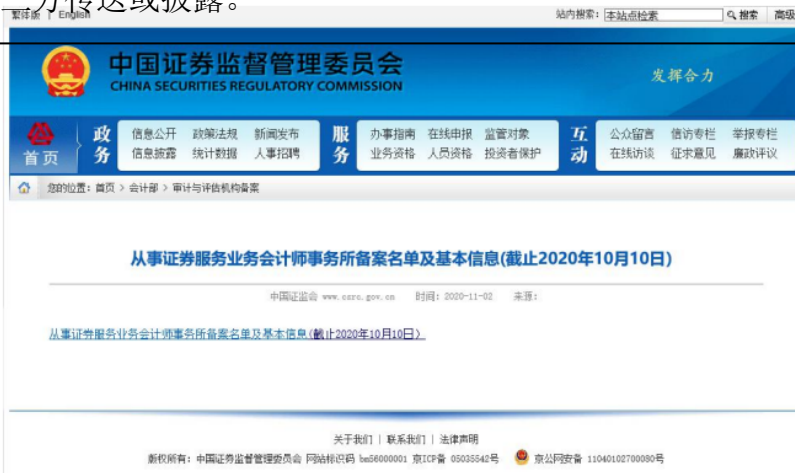 三方传达或披露。
繁体版 | English 站内搜索: 本站点检索 搜索 高级
中国证券监督管理委员会
CHINA SECURITIES REGULATORY COMMISSION
发挥合力
首页 政务 信息公开 政策法规 新闻发布 服务 办事指南 在线申报 监管对象 互动 公众留言 信访专栏 举报专栏
信息披露 统计数据 人事招聘 业务资格 人员资格 投资者保护 在线访谈 征求意见 廉政评议
您的位置: 首页 > 会计部 > 审计与评估机构备案
从事证券服务业务会计师事务所备案名单及基本信息(截止2020年10月10日)
中国证监会 www.csrc.gov.cn 时间: 2020-11-02 来源:
从事证券服务业务会计师事务所备案名单及基本信息(截止2020年10月10日)
关于我们 | 联系我们 | 法律声明
版权所有: 中国证券监督管理委员会 网站标识码 bm56000001 京ICP备 05035542号 京公网安备 11040102700080号